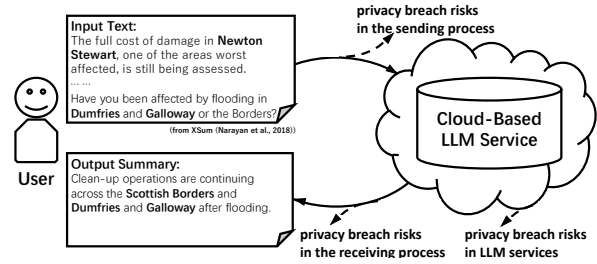 privacy breach risks
in the sending process
Input Text:
The full cost of damage in Newton
Stewart, one of the areas worst
affected, is still being assessed.
... ...
Have you been affected by flooding in
Dumfries and Galloway or the Borders?
(from XSum (Narayan et al., 2018))
Cloud-Based
LLM Service
User
Output Summary:
Clean-up operations are continuing
across the Scottish Borders and
Dumfries and Galloway after flooding.
privacy breach risks
in the receiving process
privacy breach risks
in LLM services